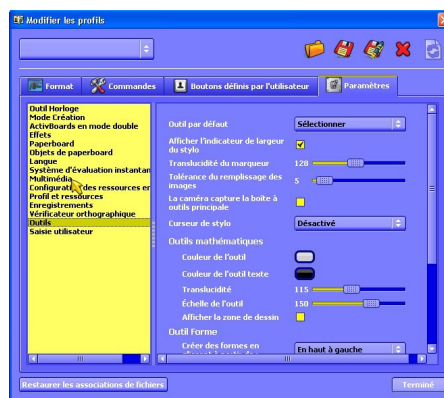 Modifier les profils
Format
Commandes
Boutons définis par l'utilisateur
Paramètres
Outil Horloge
Mode Création
ActivBoards en mode double
Effets
Paperboard
Objets de paperboard
Langue
Système d'évaluation instantan
Multimédia
Configuration des ressources en
Profil et ressources
Enregistrements
Vérificateur orthographique
Outils
Saisie utilisateur
Outil par défaut
Sélectionner
Afficher l'indicateur de largeur
du stylo
Translucidité du marqueur
128
Tolérance du remplissage des
images
5
La caméra capture la boîte à
outils principale
Curseur de stylo
Désactivé
Outils mathématiques
Couleur de l'outil
Couleur de l'outil texte
Translucidité
115
Échelle de l'outil
150
Afficher la zone de dessin
Outil Forme
Créer des formes en
En haut à gauche
Restaurer les associations de fichiers
Terminé